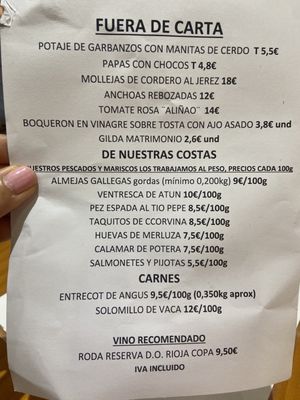 FUERA DE CARTA
POTAJE DE GARBANZOS CON MANITAS DE CERDO T 5,5€
PAPAS CON CHOCOS T 4,8€
MOLLEJAS DE CORDERO AL JEREZ 18€
ANCHOAS REBOZADAS 12€
TOMATE ROSA "ALIÑAO" 14€
BOQUERON EN VINAGRE SOBRE TOSTA CON AJO ASADO 3,8€ und
GILDA MATRIMONIO 2,6€ und
DE NUESTRAS COSTAS
NUESTROS PESCADOS Y MARISCOS LOS TRABAJAMOS AL PESO, PRECIOS CADA 100g
ALMEJAS GALLEGAS gordas (mínimo 0,200kg) 9€/100g
VENTRESCA DE ATUN 10€/100g
PEZ ESPADA AL TIO PEPE 8,5€/100g
TAQUITOS DE CCORVINA 8,5€/100g
HUEVAS DE MERLUZA 7,5€/100g
CALAMAR DE POTERA 7,5€/100g
SALMONETES Y PIJOTAS 5,5€/100g
CARNES
ENTRECOT DE ANGUS 9,5€/100g (0,350kg aprox)
SOLOMILLO DE VACA 12€/100g
VINO RECOMENDADO
RODA RESERVA D.O. RIOJA COPA 9,50€
IVA INCLUIDO